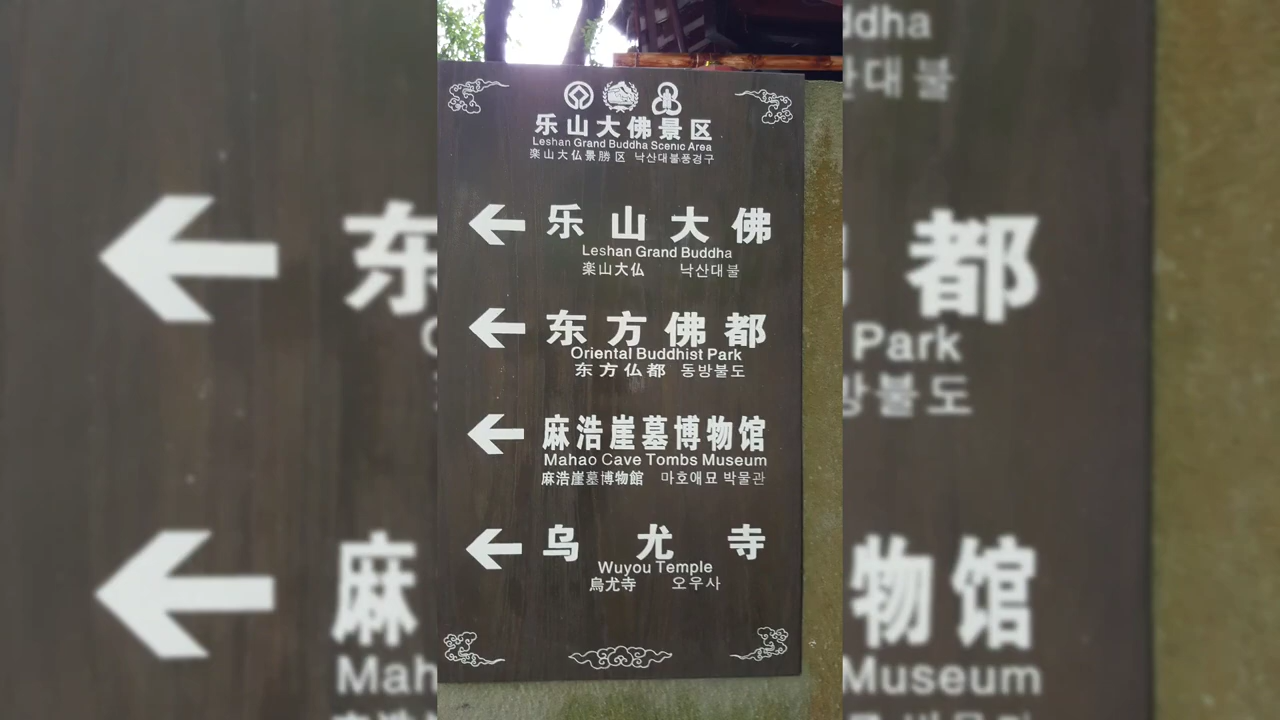 乐山大佛景区
Leshan Grand Buddha Scenic Area
楽山大仏景勝区 낙산대불풍경구
乐山大佛
Leshan Grand Buddha
楽山大仏 낙산대불
东方佛都
Oriental Buddhist Park
东方仏都 동방불도
麻浩崖墓博物馆
Mahao Cave Tombs Museum
麻浩崖墓博物館 마호애묘 박물관
乌尤寺
Wuyou Temple
烏尤寺 오우사